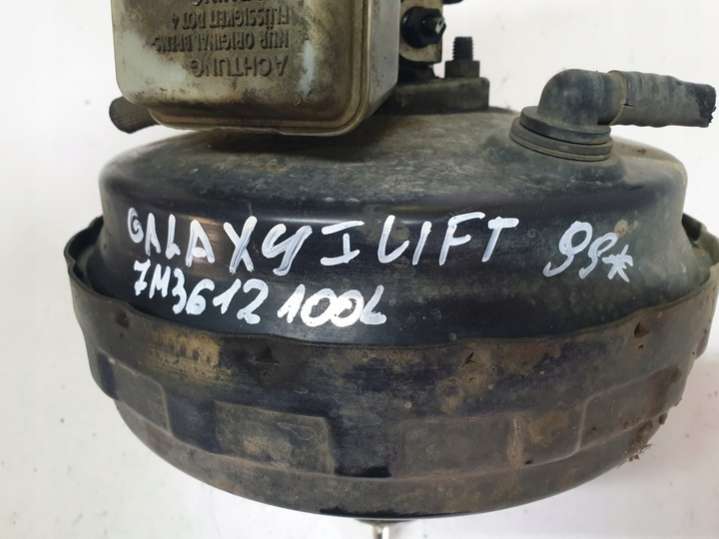 ACHTUNG
NUR ORIGINAL BREMS-
FLÜSSIGKEIT DOT 4
GALAXY I LIFT 99*
7M3612100L